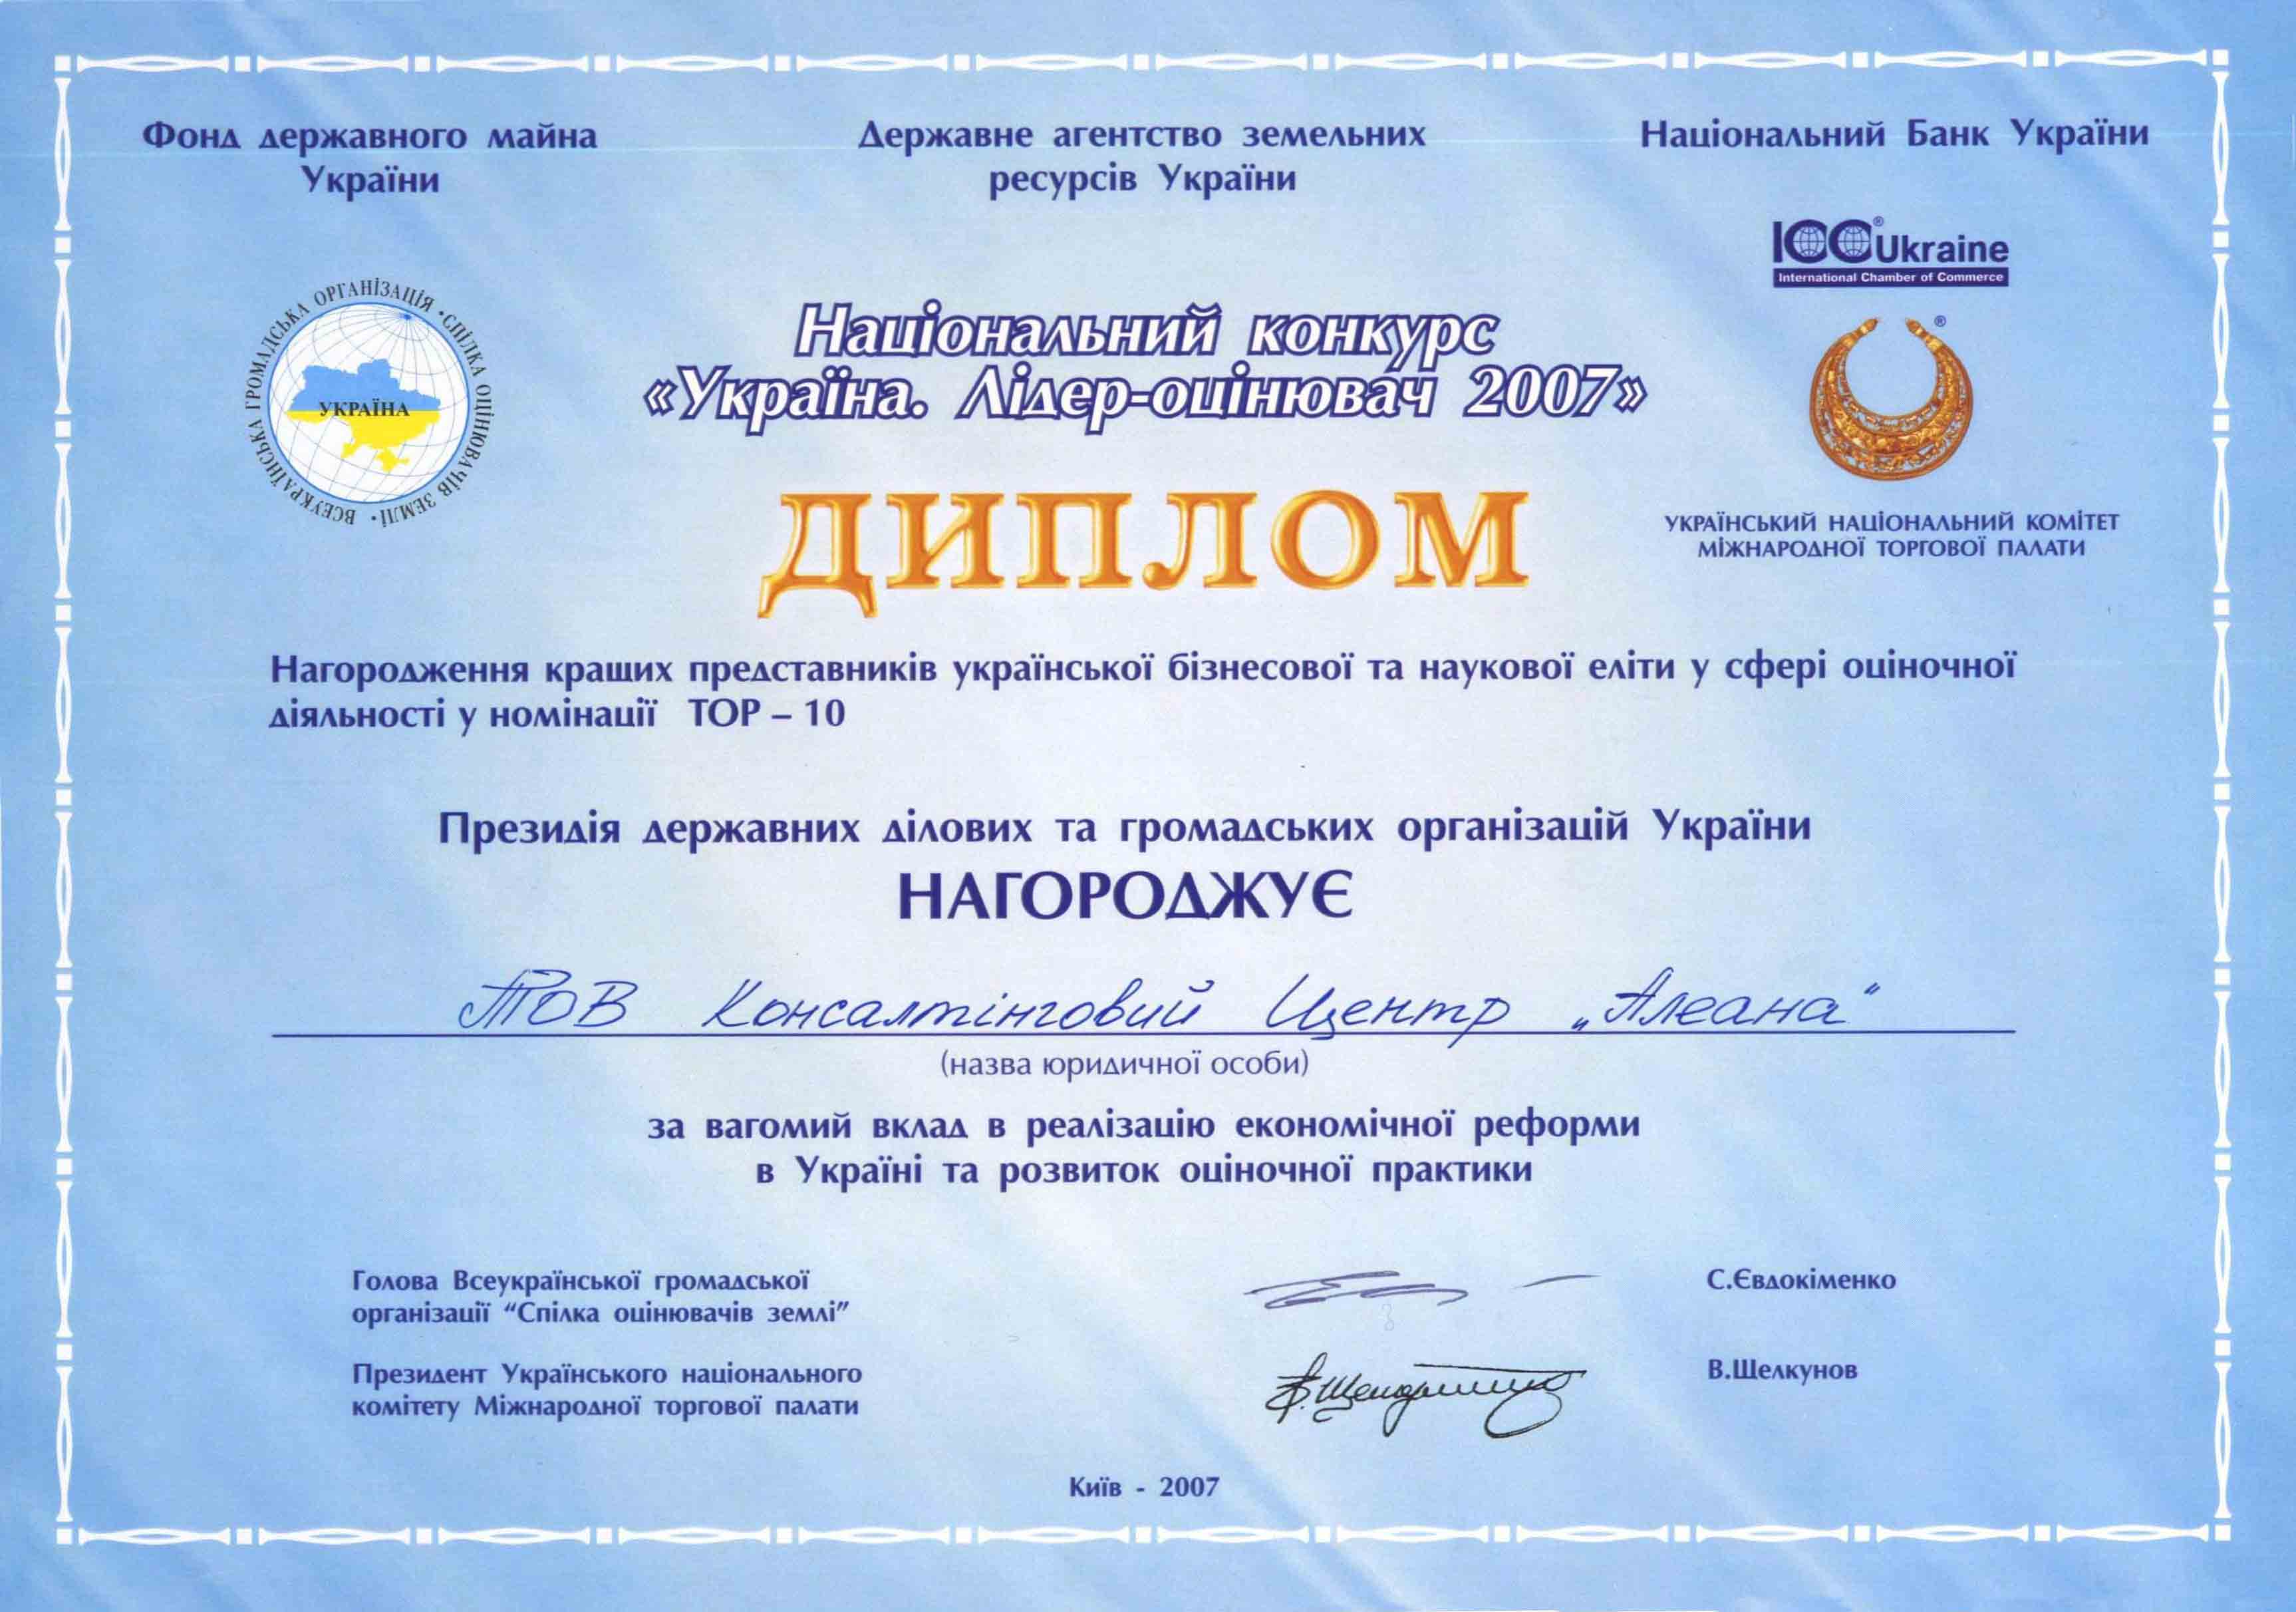 Фонд державного майна
України
Державне агентство земельних
ресурсів України
Національний Банк України
ВСЕУКРАЇНСЬКА ГРОМАДСЬКА ОРГАНІЗАЦІЯ • СПІЛКА ОЦІНЮВАЧІВ ЗЕМЛІ •
УКРАЇНА
ICC® Ukraine
International Chamber of Commerce
®
УКРАЇНСЬКИЙ НАЦІОНАЛЬНИЙ КОМІТЕТ
МІЖНАРОДНОЇ ТОРГОВОЇ ПАЛАТИ
Національний конкурс
«Україна. Лідер-оцінювач 2007»
ДИПЛОМ
Нагородження кращих представників української бізнесової та наукової еліти у сфері оціночної
діяльності у номінації TOP – 10
Президія державних ділових та громадських організацій України
НАГОРОДЖУЄ
ТОВ Консалтінговий Центр „Алеана“
(назва юридичної особи)
за вагомий вклад в реалізацію економічної реформи
в Україні та розвиток оціночної практики
Голова Всеукраїнської громадської
організації “Спілка оцінювачів землі”
С.Євдокіменко
Президент Українського національного
комітету Міжнародної торгової палати
В.Щелкунов
Київ - 2007